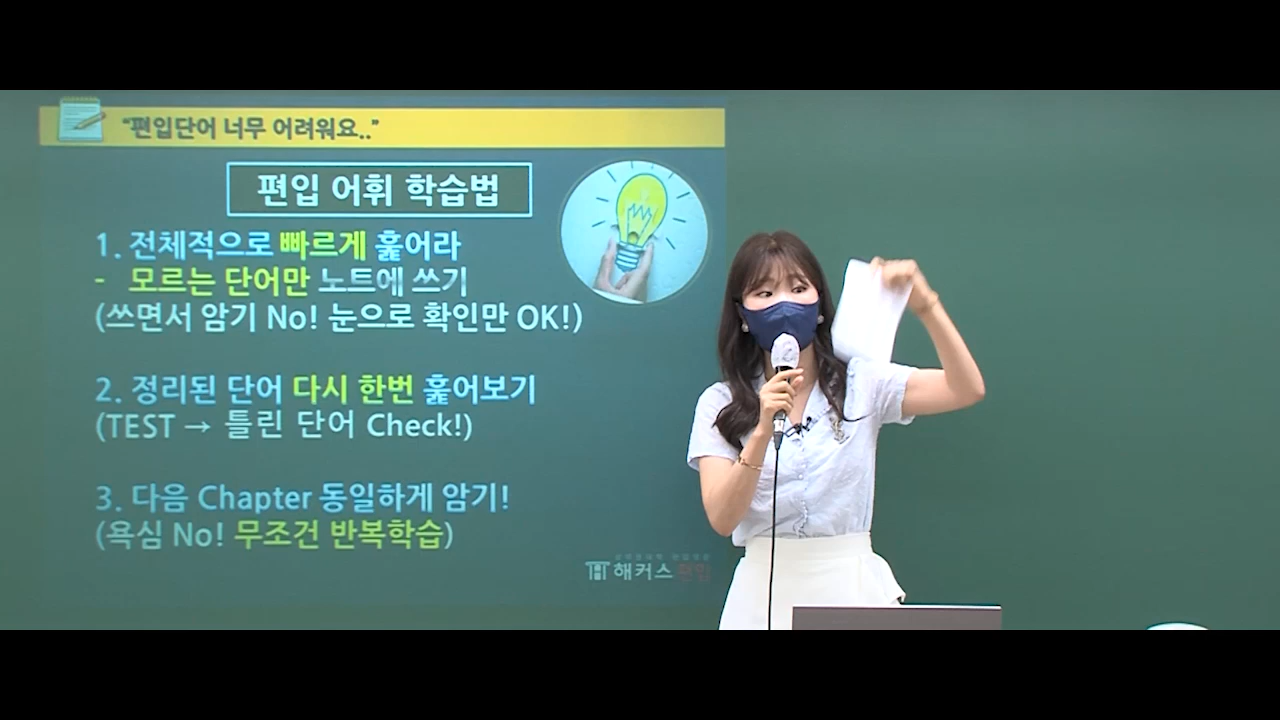 “편입단어 너무 어려워요..”
편입 어휘 학습법
1. 전체적으로 빠르게 훑어라
- 모르는 단어만 노트에 쓰기
(쓰면서 암기 No! 눈으로 확인만 OK!)
2. 정리된 단어 다시 한번 훑어보기
(TEST → 틀린 단어 Check!)
3. 다음 Chapter 동일하게 암기!
(욕심 No! 무조건 반복학습)
해커스 편입